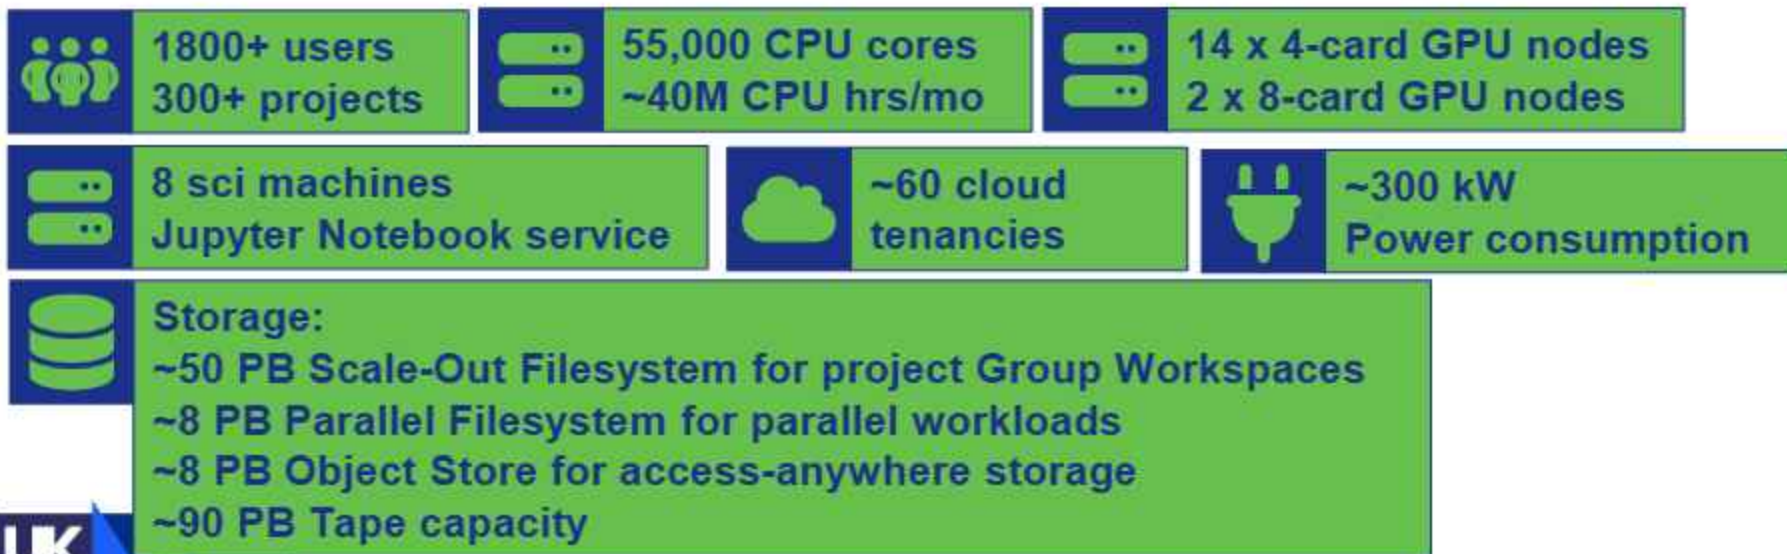 1800+ users
300+ projects
55,000 CPU cores
~40M CPU hrs/mo
14 x 4-card GPU nodes
2 x 8-card GPU nodes
8 sci machines
Jupyter Notebook service
~60 cloud
tenancies
~300 kW
Power consumption
Storage:
~50 PB Scale-Out Filesystem for project Group Workspaces
~8 PB Parallel Filesystem for parallel workloads
~8 PB Object Store for access-anywhere storage
~90 PB Tape capacity
UK